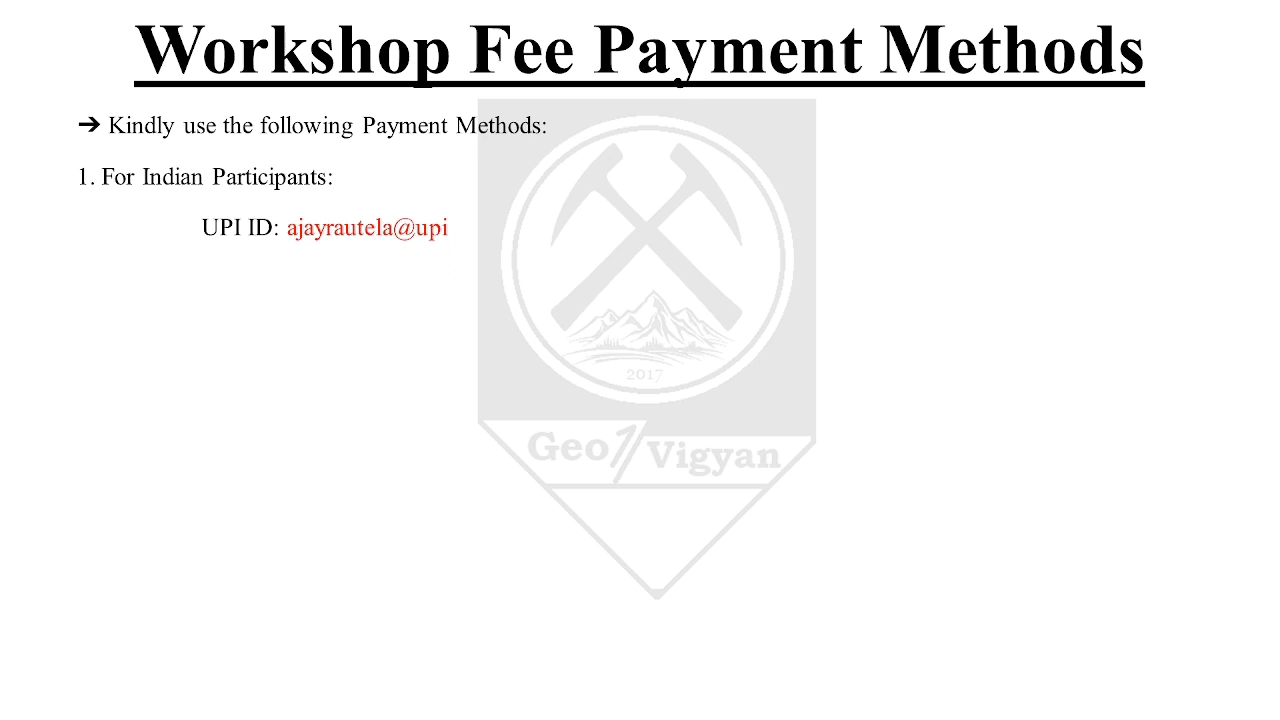 Workshop Fee Payment Methods
➔ Kindly use the following Payment Methods:
1. For Indian Participants:
UPI ID: ajayrautela@upi
2017
Geo Vigyan